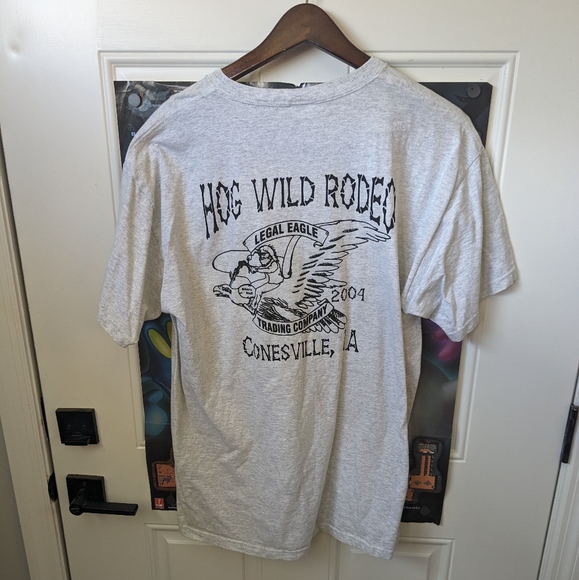 HOG WILD RODEO
LEGAL EAGLE
2004
TRADING COMPANY
CONESVILLE, IA